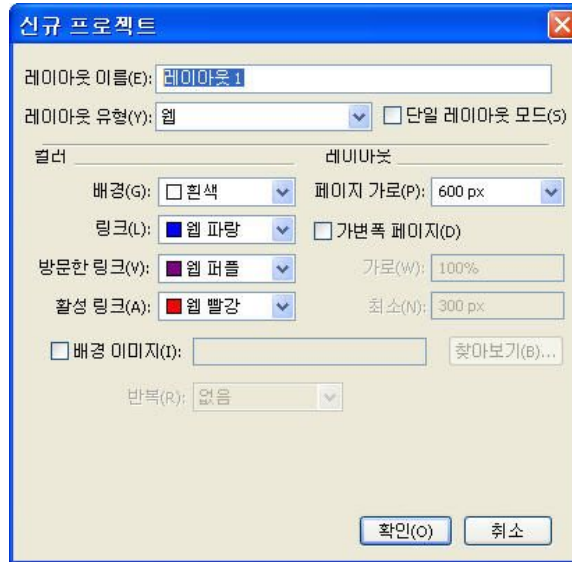 신규 프로젝트
레이아웃 이름(E): 레이아웃 1
레이아웃 유형(Y): 웹 단일 레이아웃 모드(S)
컬러 레이아웃
배경(G): 흰색 페이지 가로(P): 600 px
링크(L): 웹 파랑 가변폭 페이지(D)
방문한 링크(V): 웹 퍼플 가로(W): 100%
활성 링크(A): 웹 빨강 최소(N): 300 px
배경 이미지(I): 찾아보기(B)...
반복(R): 없음
확인(O) 취소